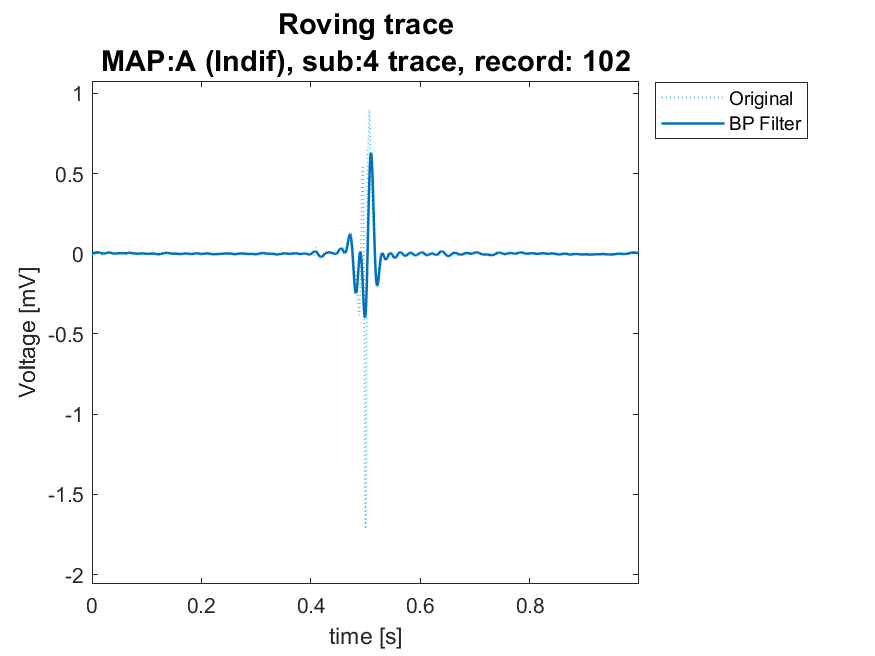 Roving trace
MAP:A (Indif), sub:4 trace, record: 102
Original
BP Filter
1
0.5
0
-0.5
-1
-1.5
-2
Voltage [mV]
0
0.2
0.4
0.6
0.8
time [s]